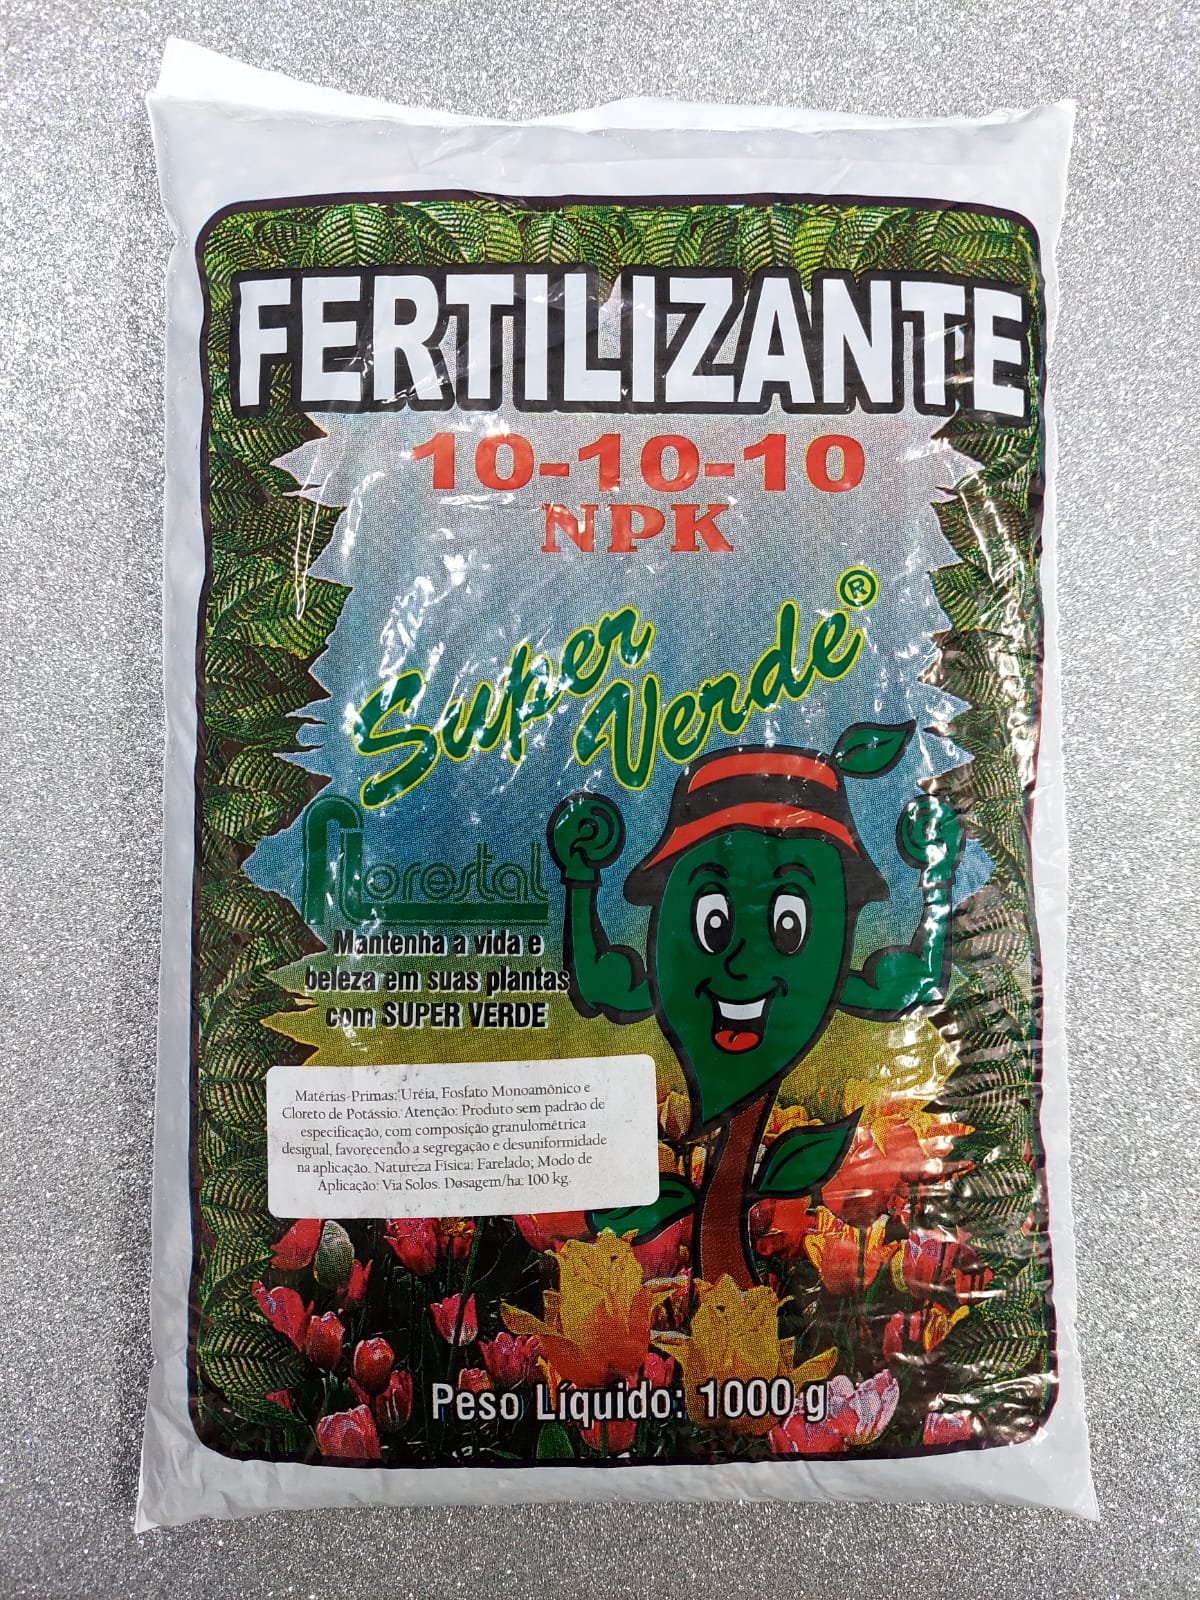 FERTILIZANTE
10-10-10
NPK
Super
Verde®
Florestal
Mantenha a vida e
beleza em suas plantas
com SUPER VERDE
Matérias-Primas: Uréia, Fosfato Monoamônico e
Cloreto de Potássio. Atenção: Produto sem padrão de
especificação, com composição granulométrica
desigual, favorecendo a segregação e desuniformidade
na aplicação. Natureza Física: Farelado; Modo de
Aplicação: Via Solos. Dosagem/ha: 100 kg.
Peso Líquido: 1000 g